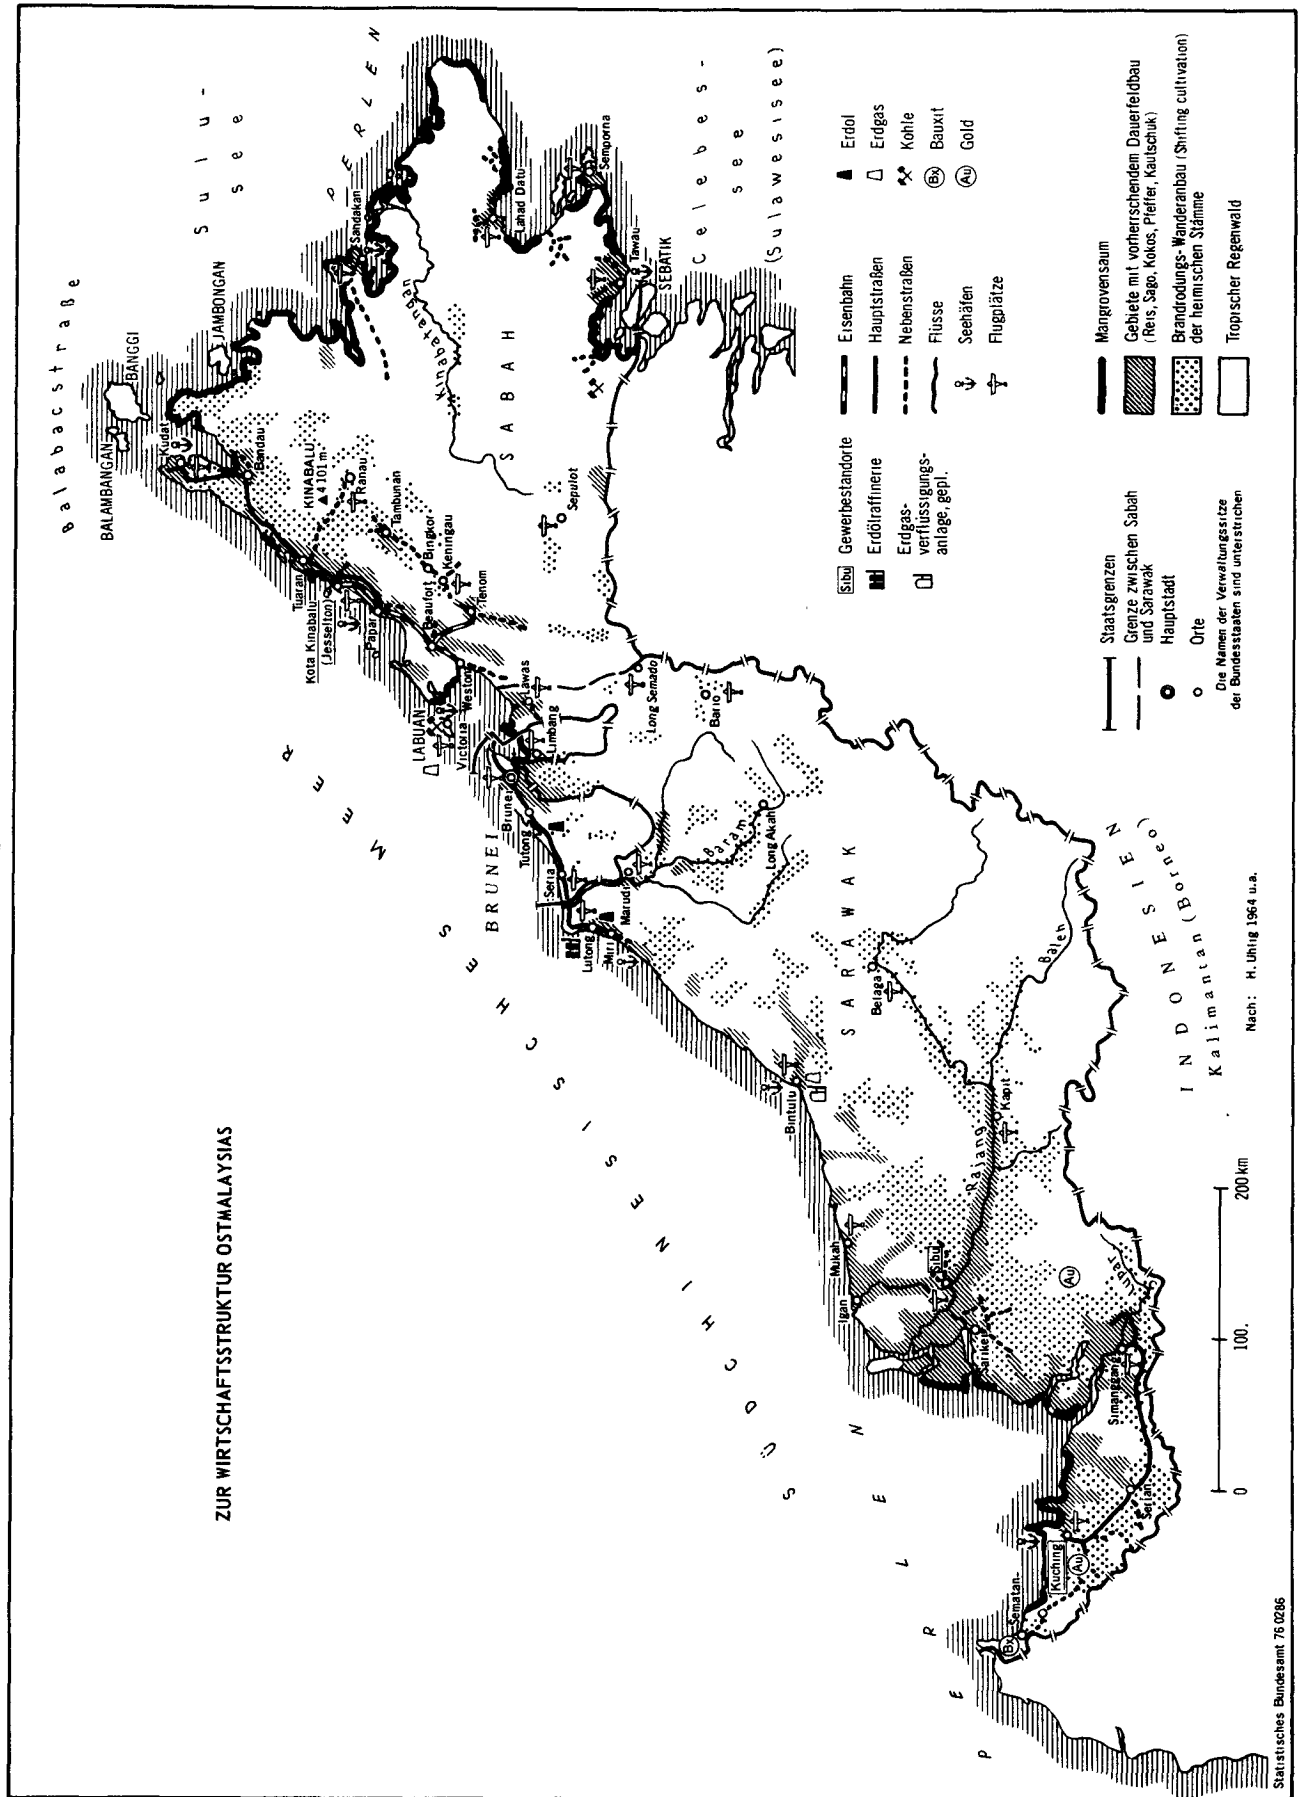 ZUR WIRTSCHAFTSSTRUKTUR OSTMALAYSIAS
Balabacstraße
Sulu-
see
PERLEN
BALAMBANGAN
BANGGI
JAMBONGAN
Kudat
Bandau
KINABALU
▲ 4101 m
Ranau
Tuaran
Kota Kinabalu
(Jesselton)
Papar
Tambunan
Bingkor
Keningau
Beaufort
Tenom
Weston
LABUAN
Victoria
Sandakan
Kinabatangan
SABAH
Lahad Datu
Semporna
Tawau
SEBATIK
Celebes-
see
(Sulawesisee)
Sepulot
Lawas
Limbang
Long Semado
Bario
BRUNEI
Brunei
Tutong
Seria
Marudi
Lutong
Miri
Baram
Long Akah
SÜDCHINESISCHES MEER
SARAWAK
Bintulu
Belaga
Baleh
Rajang
Kapit
Mukah
Igan
Sibu
Sarikei
Au
Lupar
Simanggang
Serian
Kuching
Au
Sematan
Bx
PERLEN
INDONESIEN
Kalimantan (Borneo)
Sibu Gewerbestandorte
Erdölraffinerie
Erdgas-
verflüssigungs-
anlage, gepl.
Eisenbahn
Hauptstraßen
Nebenstraßen
Flüsse
Seehäfen
Flugplätze
Erdöl
Erdgas
Kohle
Bx Bauxit
Au Gold
Staatsgrenzen
Grenze zwischen Sabah
und Sarawak
Hauptstadt
Orte
Die Namen der Verwaltungssitze
der Bundesstaaten sind unterstrichen
Mangrovensaum
Gebiete mit vorherrschendem Dauerfeldbau
(Reis, Sago, Kokos, Pfeffer, Kautschuk)
Brandrodungs-Wanderanbau (Shifting cultivation)
der heimischen Stämme
Tropischer Regenwald
0 100. 200 km
Nach: H. Uhlig 1964 u.a.
Statistisches Bundesamt 76 0286